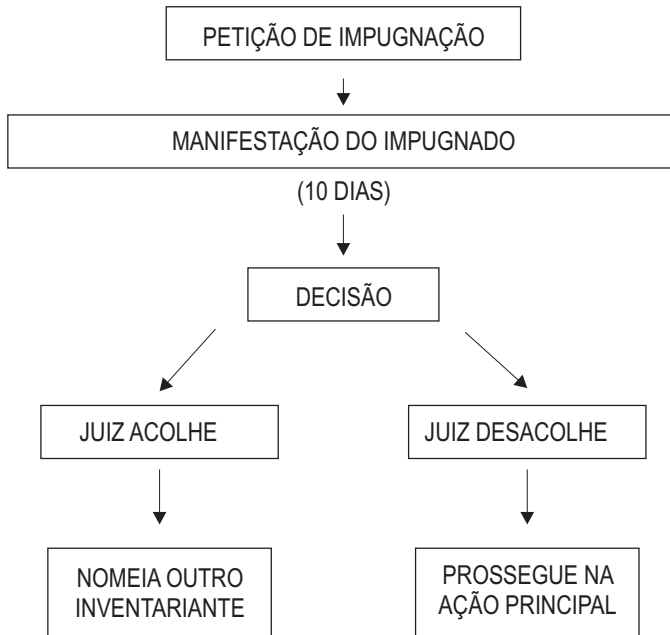 PETIÇÃO DE IMPUGNAÇÃO
MANIFESTAÇÃO DO IMPUGNADO
(10 DIAS)
DECISÃO
JUIZ ACOLHE
JUIZ DESACOLHE
NOMEIA OUTRO
INVENTARIANTE
PROSSEGUE NA
AÇÃO PRINCIPAL